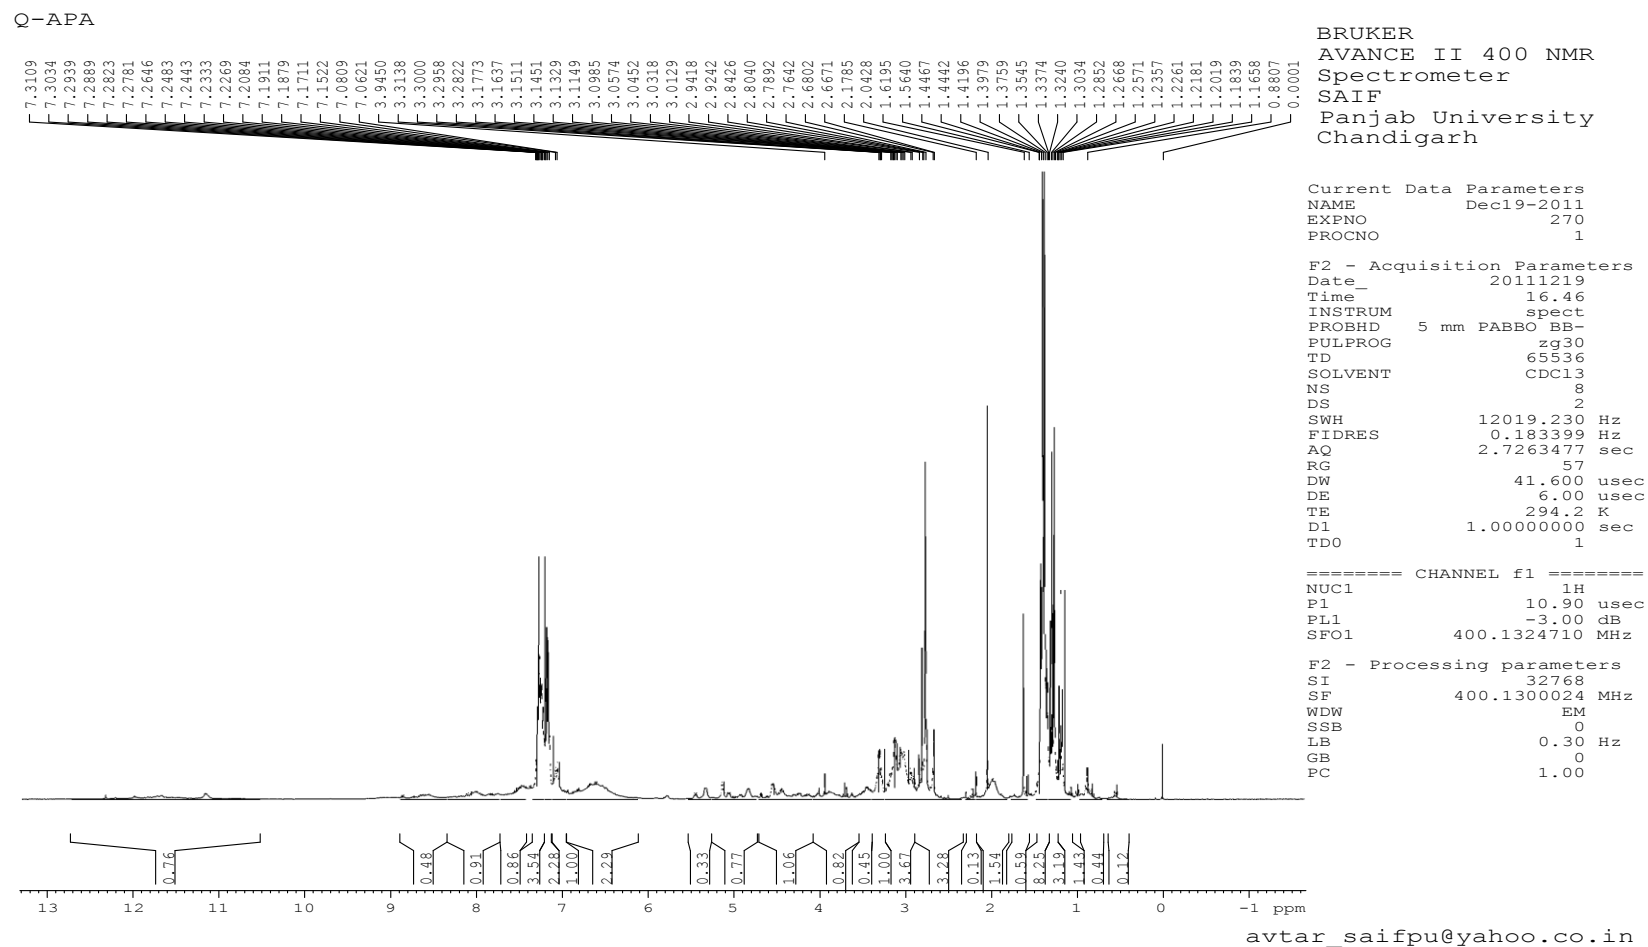 Q-APA
7.3109
7.3034
7.2939
7.2889
7.2823
7.2781
7.2646
7.2483
7.2443
7.2333
7.2269
7.2084
7.1911
7.1879
7.1711
7.1522
7.0809
7.0621
3.9450
3.3138
3.3000
3.2958
3.2822
3.1773
3.1637
3.1511
3.1451
3.1329
3.1149
3.0985
3.0574
3.0452
3.0318
3.0129
2.9418
2.9242
2.8426
2.8040
2.7892
2.7642
2.6802
2.6671
2.1785
2.0428
1.6195
1.5640
1.4467
1.4442
1.4196
1.3979
1.3759
1.3545
1.3374
1.3240
1.3034
1.2852
1.2668
1.2571
1.2357
1.2261
1.2181
1.2019
1.1839
1.1658
0.8807
0.0001
BRUKER
AVANCE II 400 NMR
Spectrometer
SAIF
Panjab University
Chandigarh
Current Data Parameters
NAME Dec19-2011
EXPNO 270
PROCNO 1
F2 - Acquisition Parameters
Date_ 20111219
Time 16.46
INSTRUM spect
PROBHD 5 mm PABBO BB-
PULPROG zg30
TD 65536
SOLVENT CDCl3
NS 8
DS 2
SWH 12019.230 Hz
FIDRES 0.183399 Hz
AQ 2.7263477 sec
RG 57
DW 41.600 usec
DE 6.00 usec
TE 294.2 K
D1 1.00000000 sec
TD0 1
======== CHANNEL f1 ========
NUC1 1H
P1 10.90 usec
PL1 -3.00 dB
SFO1 400.1324710 MHz
F2 - Processing parameters
SI 32768
SF 400.1300024 MHz
WDW EM
SSB 0
LB 0.30 Hz
GB 0
PC 1.00
0.76
0.48
0.91
0.86
3.54
2.28
1.00
2.29
0.33
0.77
1.06
0.82
0.45
1.00
3.67
3.28
0.13
1.54
0.59
8.25
3.19
1.43
0.44
0.12
13 12 11 10 9 8 7 6 5 4 3 2 1 0 -1 ppm
avtar_saifpu@yahoo.co.in